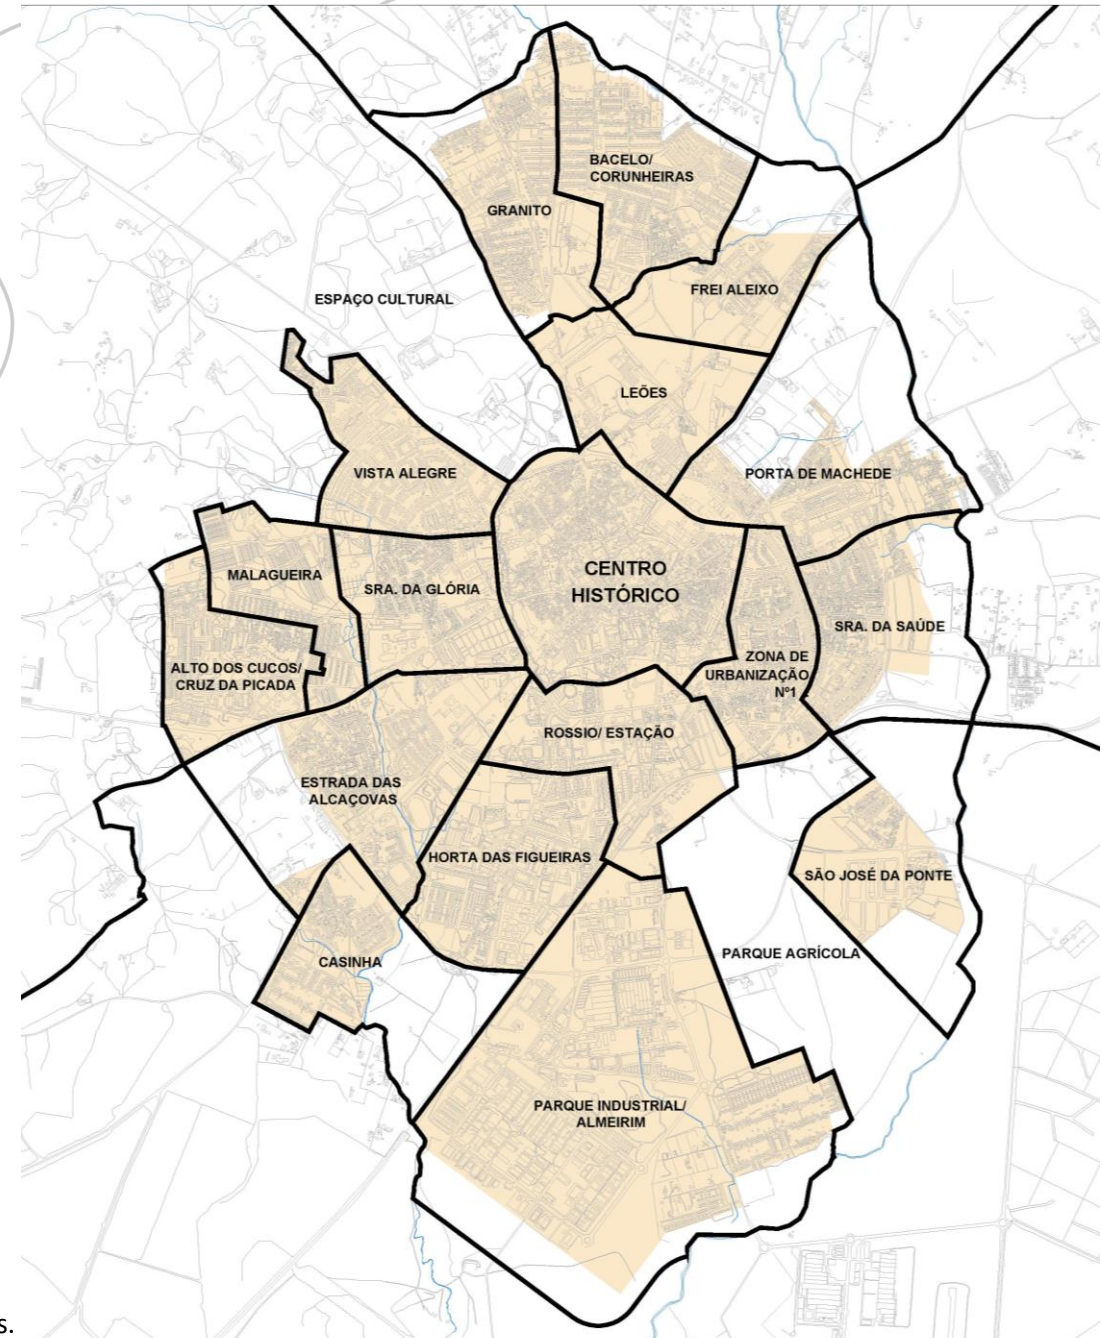 BACELO/
CORUNHEIRAS
GRANITO
FREI ALEIXO
ESPAÇO CULTURAL
LEÕES
VISTA ALEGRE
PORTA DE MACHEDE
CENTRO
HISTÓRICO
MALAGUEIRA
SRA. DA GLÓRIA
SRA. DA SAÚDE
ZONA DE
URBANIZAÇÃO
Nº1
ALTO DOS CUCOS/
CRUZ DA PICADA
ROSSIO/ ESTAÇÃO
ESTRADA DAS
ALCAÇOVAS
HORTA DAS FIGUEIRAS
SÃO JOSÉ DA PONTE
PARQUE AGRÍCOLA
CASINHA
PARQUE INDUSTRIAL/
ALMEIRIM
s.